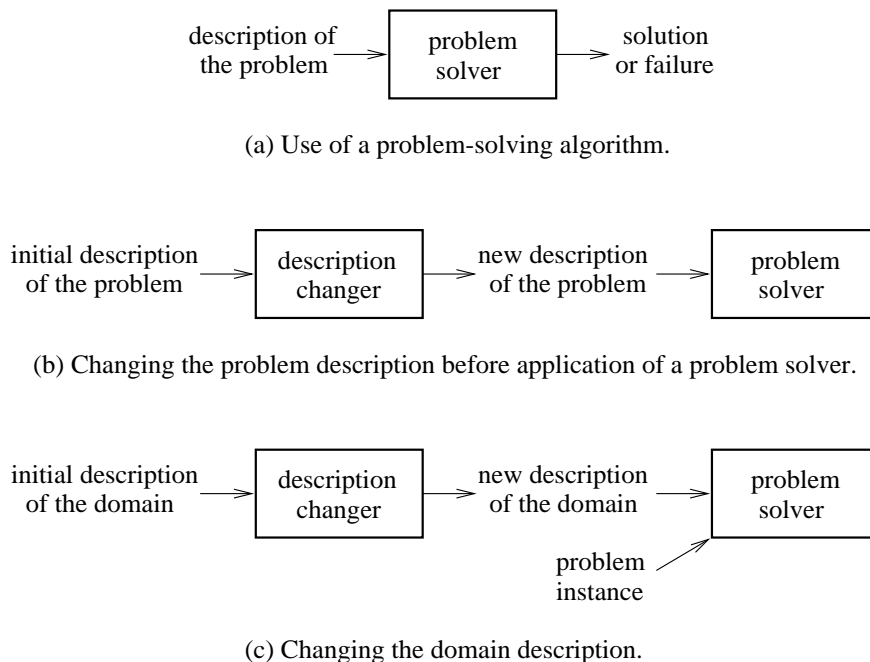 description of
the problem
problem
solver
solution
or failure
(a) Use of a problem-solving algorithm.
initial description
of the problem
description
changer
new description
of the problem
problem
solver
(b) Changing the problem description before application of a problem solver.
initial description
of the domain
description
changer
new description
of the domain
problem
solver
problem
instance
(c) Changing the domain description.